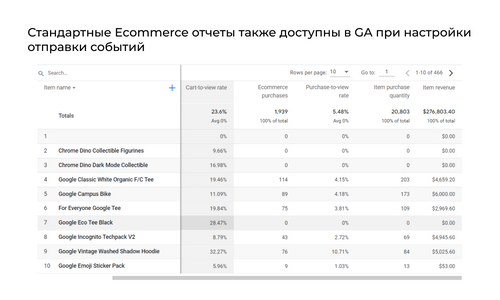 Стандартные Ecommerce отчеты также доступны в GA при настройки
отправки событий
Search...
Rows per page: 10 Go to: 1 1-10 of 466
Item name Cart-to-view rate Ecommerce purchases Purchase-to-view rate Item purchase quantity Item revenue
Totals 23.6% 1,939 5.48% 20,803 $276,803.40
Avg 0% 100% of total Avg 0% 100% of total 100% of total
1 0% 0 0% 0 $0.00
2 Chrome Dino Collectible Figurines 9.66% 0 0% 0 $0.00
3 Chrome Dino Dark Mode Collectible 16.98% 0 0% 0 $0.00
4 Google Classic White Organic F/C Tee 19.46% 114 4.15% 203 $4,659.20
5 Google Campus Bike 11.09% 89 4.18% 173 $6,000.00
6 For Everyone Google Tee 19.84% 75 3.81% 109 $2,969.60
7 Google Eco Tee Black 28.47% 0 0% 0 $0.00
8 Google Incognito Techpack V2 8.79% 43 2.72% 69 $4,945.60
9 Google Vintage Washed Shadow Hoodie 32.27% 76 10.71% 84 $5,025.60
10 Google Emoji Sticker Pack 5.96% 9 1.03% 13 $53.00